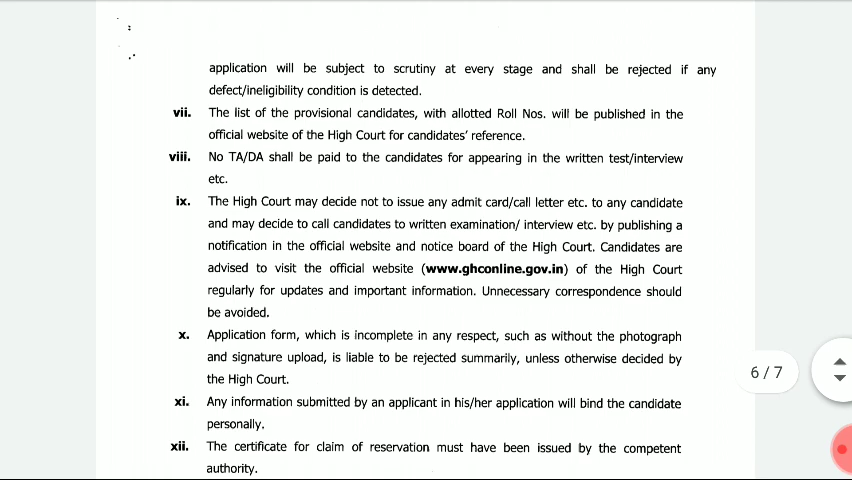 application will be subject to scrutiny at every stage and shall be rejected if any
defect/ineligibility condition is detected.
vii. The list of the provisional candidates, with allotted Roll Nos. will be published in the
official website of the High Court for candidates' reference.
viii. No TA/DA shall be paid to the candidates for appearing in the written test/interview
etc.
ix. The High Court may decide not to issue any admit card/call letter etc. to any candidate
and may decide to call candidates to written examination/ interview etc. by publishing a
notification in the official website and notice board of the High Court. Candidates are
advised to visit the official website (www.ghconline.gov.in) of the High Court
regularly for updates and important information. Unnecessary correspondence should
be avoided.
x. Application form, which is incomplete in any respect, such as without the photograph
and signature upload, is liable to be rejected summarily, unless otherwise decided by
the High Court.
6 / 7
xi. Any information submitted by an applicant in his/her application will bind the candidate
personally.
xii. The certificate for claim of reservation must have been issued by the competent
authority.